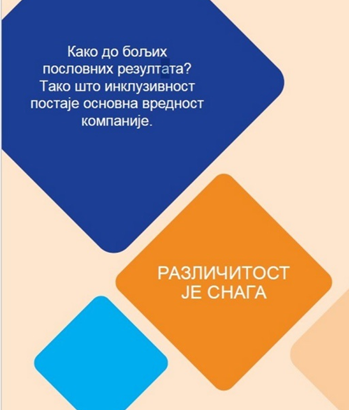 Како до бољих
пословних резултата?
Тако што инклузивност
постаје основна вредност
компаније.
РАЗЛИЧИТОСТ
ЈЕ СНАГА